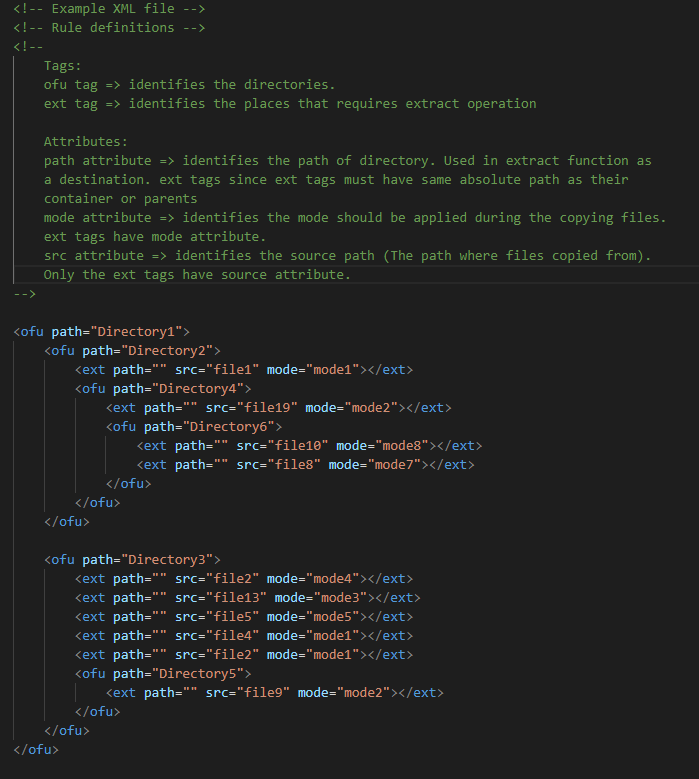 <!-- Example XML file -->
<!-- Rule definitions -->
<!--
    Tags:
    ofu tag => identifies the directories.
    ext tag => identifies the places that requires extract operation

    Attributes:
    path attribute => identifies the path of directory. Used in extract function as
    a destination. ext tags since ext tags must have same absolute path as their
    container or parents
    mode attribute => identifies the mode should be applied during the copying files.
    ext tags have mode attribute.
    src attribute => identifies the source path (The path where files copied from).
    Only the ext tags have source attribute.
-->

<ofu path="Directory1">
    <ofu path="Directory2">
        <ext path="" src="file1" mode="mode1"></ext>
        <ofu path="Directory4">
            <ext path="" src="file19" mode="mode2"></ext>
            <ofu path="Directory6">
                <ext path="" src="file10" mode="mode8"></ext>
                <ext path="" src="file8" mode="mode7"></ext>
            </ofu>
        </ofu>
    </ofu>

    <ofu path="Directory3">
        <ext path="" src="file2" mode="mode4"></ext>
        <ext path="" src="file13" mode="mode3"></ext>
        <ext path="" src="file5" mode="mode5"></ext>
        <ext path="" src="file4" mode="mode1"></ext>
        <ext path="" src="file2" mode="mode1"></ext>
        <ofu path="Directory5">
            <ext path="" src="file9" mode="mode2"></ext>
        </ofu>
    </ofu>
</ofu>